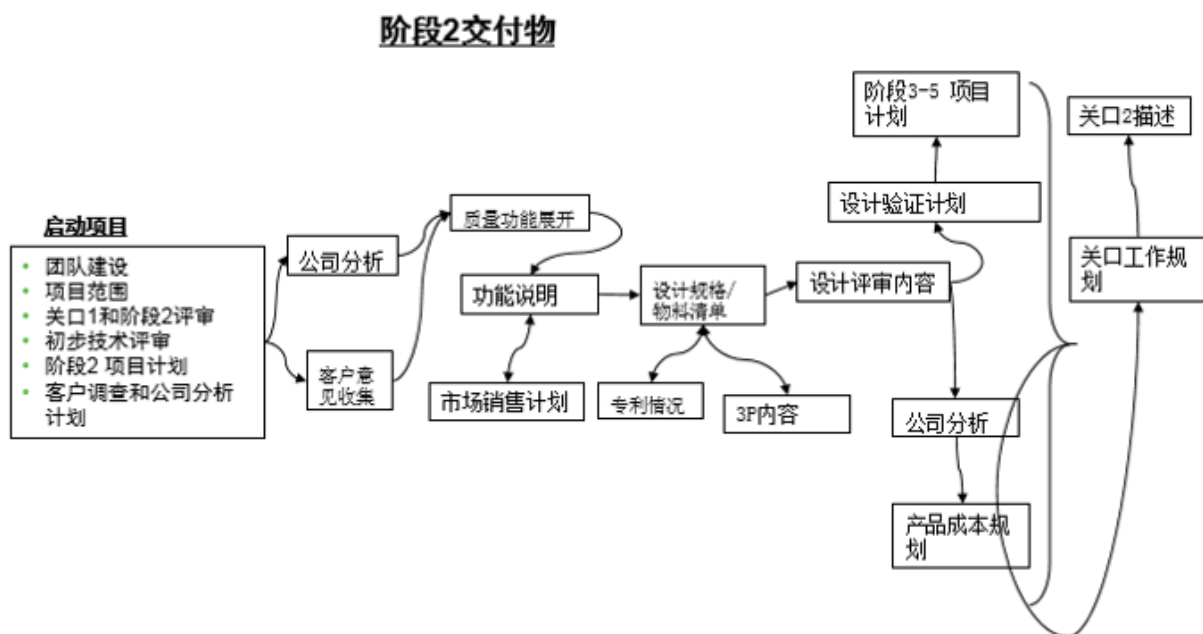 阶段2交付物
启动项目
• 团队建设
• 项目范围
• 关口1和阶段2评审
• 初步技术评审
• 阶段2 项目计划
• 客户调查和公司分析
计划
公司分析
客户意
见收集
质量功能展开
功能说明
市场销售计划
设计规格/
物料清单
专利情况
3P内容
设计评审内容
阶段3-5 项目
计划
设计验证计划
公司分析
产品成本规
划
关口2描述
关口工作规
划